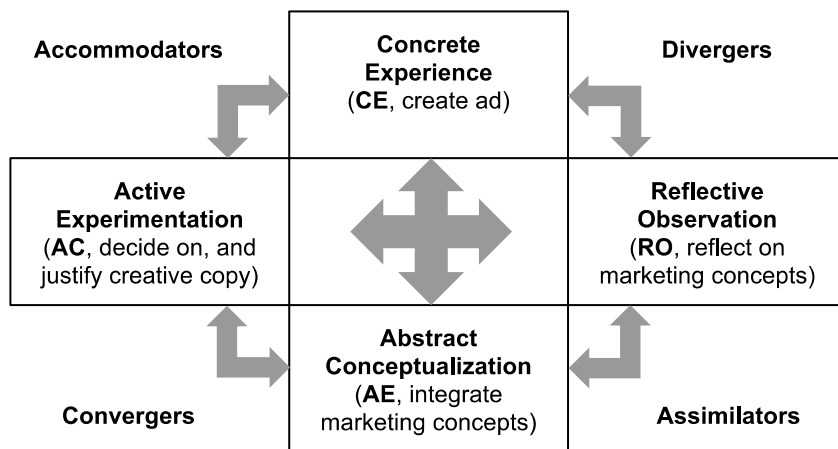 Accommodators
Concrete
Experience
(CE, create ad)
Divergers
Active
Experimentation
(AC, decide on, and
justify creative copy)
Reflective
Observation
(RO, reflect on
marketing concepts)
Abstract
Conceptualization
(AE, integrate
marketing concepts)
Convergers
Assimilators